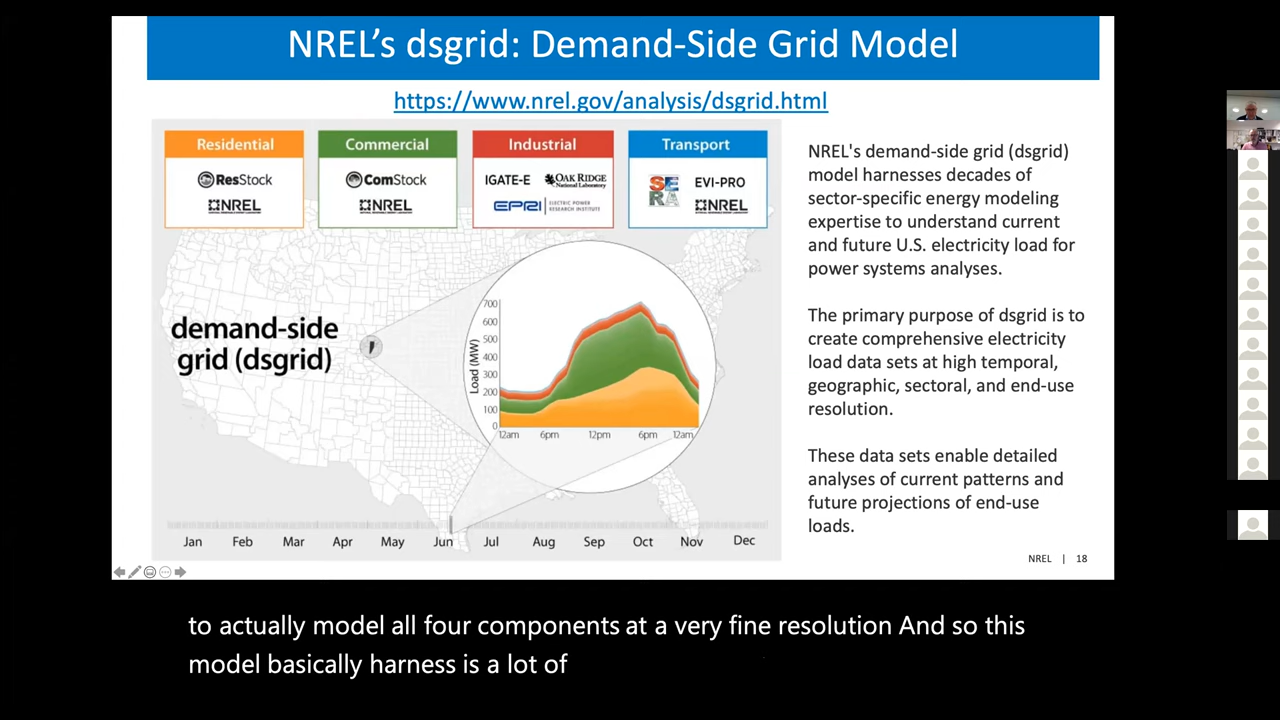 NREL's dsgrid: Demand-Side Grid Model
https://www.nrel.gov/analysis/dsgrid.html
Residential
ResStock
NREL
Commercial
ComStock
NREL
Industrial
IGATE-E
OAK RIDGE
National Laboratory
EPRI
ELECTRIC POWER
RESEARCH INSTITUTE
Transport
SERA
EVI-PRO
NREL
demand-side
grid (dsgrid)
Load (MW)
700
600
500
400
300
200
100
0
12am 6pm 12pm 6pm 12am
Jan Feb Mar Apr May Jun Jul Aug Sep Oct Nov Dec
NREL's demand-side grid (dsgrid)
model harnesses decades of
sector-specific energy modeling
expertise to understand current
and future U.S. electricity load for
power systems analyses.
The primary purpose of dsgrid is to
create comprehensive electricity
load data sets at high temporal,
geographic, sectoral, and end-use
resolution.
These data sets enable detailed
analyses of current patterns and
future projections of end-use
loads.
NREL | 18
to actually model all four components at a very fine resolution And so this
model basically harness is a lot of